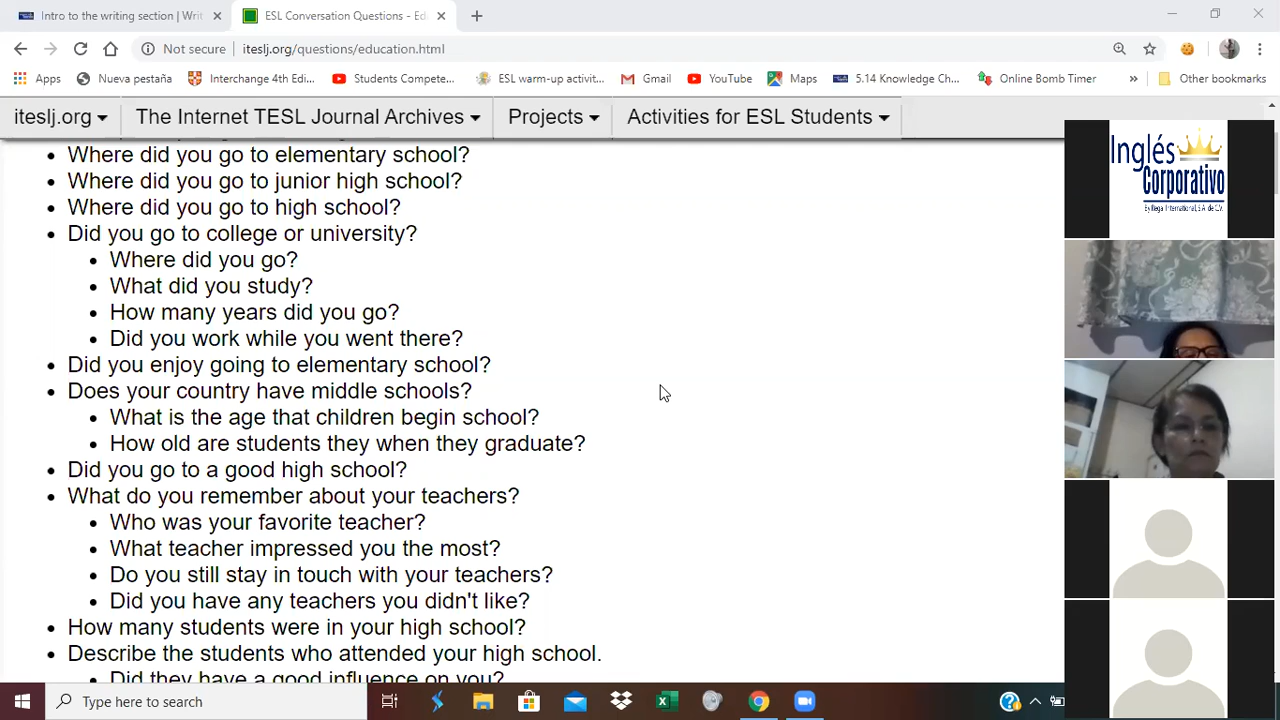 Intro to the writing section | Writ
ESL Conversation Questions - Edu
Not secure
iteslj.org/questions/education.html
Apps
Nueva pestaña
Interchange 4th Edi...
Students Compete...
ESL warm-up activit...
Gmail
YouTube
Maps
5.14 Knowledge Ch...
Online Bomb Timer
»
Other bookmarks
iteslj.org
The Internet TESL Journal Archives
Projects
Activities for ESL Students
Where did you go to elementary school?
Where did you go to junior high school?
Where did you go to high school?
Did you go to college or university?
Where did you go?
What did you study?
How many years did you go?
Did you work while you went there?
Did you enjoy going to elementary school?
Does your country have middle schools?
What is the age that children begin school?
How old are students they when they graduate?
Did you go to a good high school?
What do you remember about your teachers?
Who was your favorite teacher?
What teacher impressed you the most?
Do you still stay in touch with your teachers?
Did you have any teachers you didn't like?
How many students were in your high school?
Describe the students who attended your high school.
Did they have a good influence on you?
Inglés
Corporativo
Type here to search